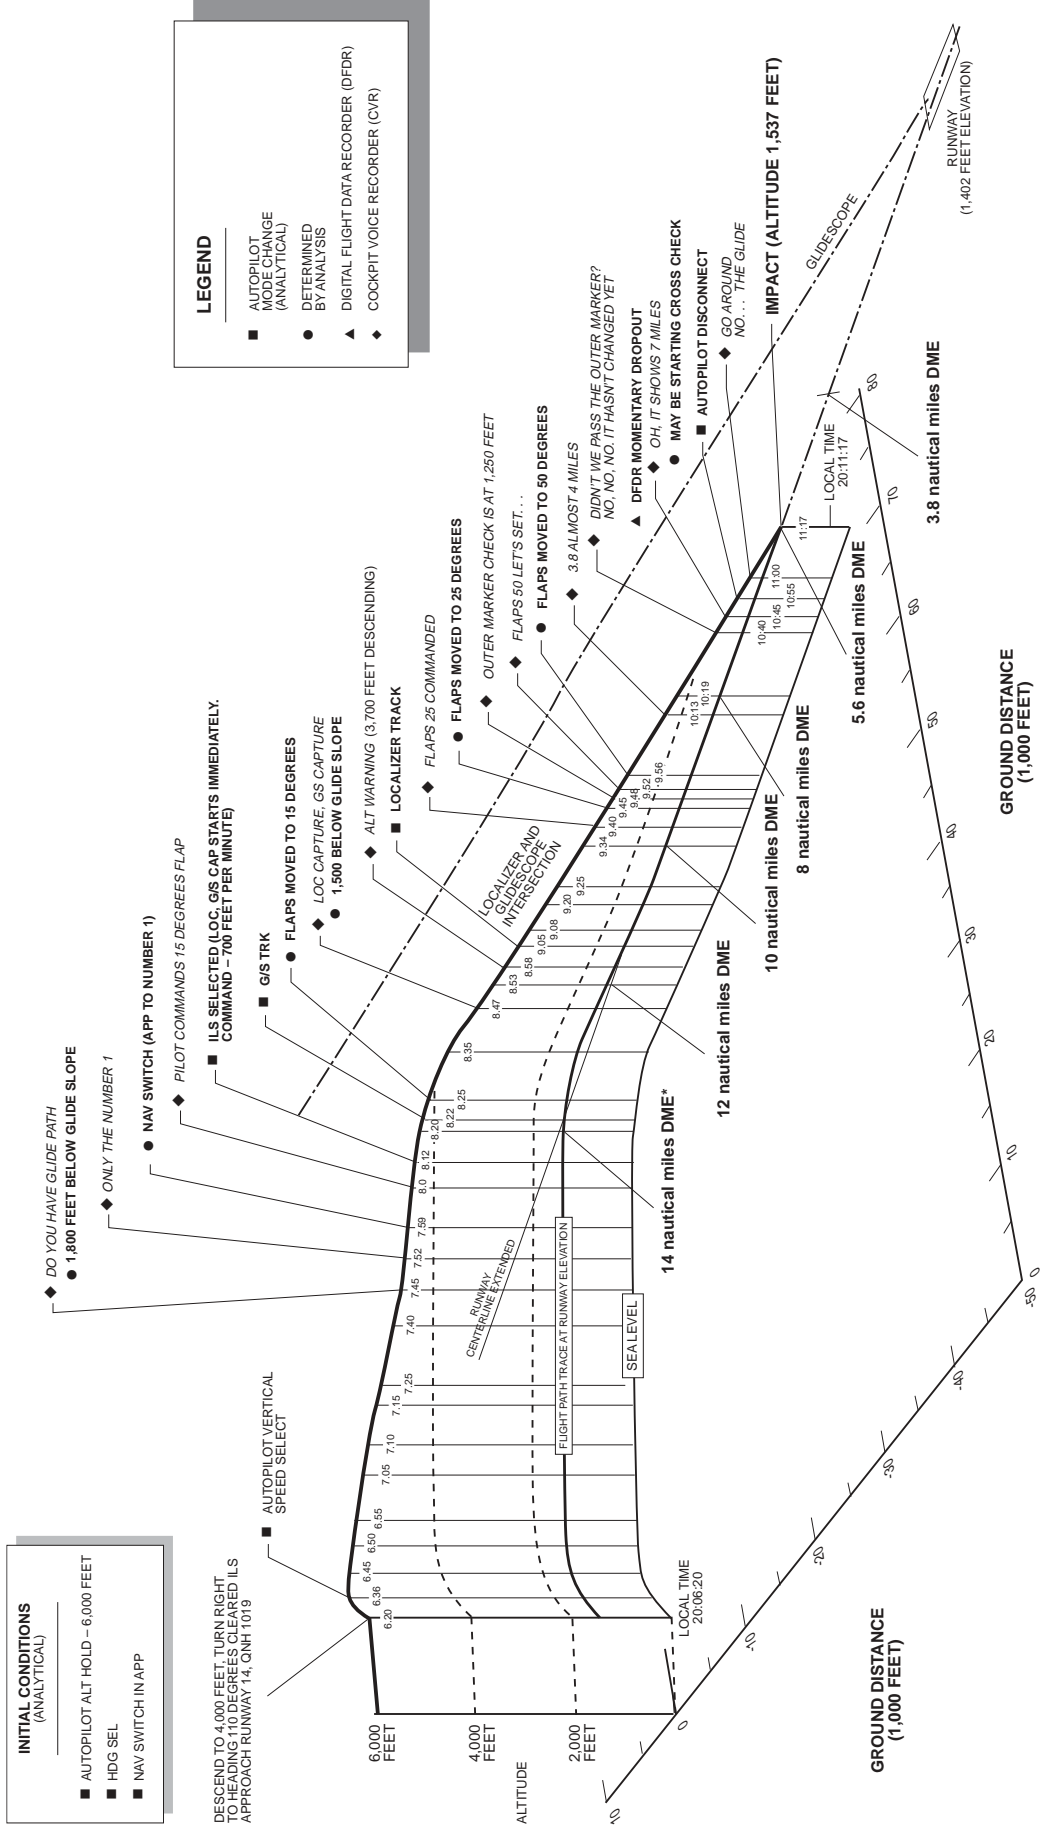 INITIAL CONDITIONS
(ANALYTICAL)
■ AUTOPILOT ALT HOLD – 6,000 FEET
■ HDG SEL
■ NAV SWITCH IN APP
DESCEND TO 4,000 FEET, TURN RIGHT
TO HEADING 110 DEGREES CLEARED ILS
APPROACH RUNWAY 14, QNH 1019
■ AUTOPILOT VERTICAL
SPEED SELECT
◆ DO YOU HAVE GLIDE PATH
● 1,800 FEET BELOW GLIDE SLOPE
◆ ONLY THE NUMBER 1
● NAV SWITCH (APP TO NUMBER 1)
◆ PILOT COMMANDS 15 DEGREES FLAP
■ ILS SELECTED (LOC, G/S CAP STARTS IMMEDIATELY.
COMMAND – 700 FEET PER MINUTE)
■ G/S TRK
● FLAPS MOVED TO 15 DEGREES
◆ LOC CAPTURE, GS CAPTURE
● 1,500 BELOW GLIDE SLOPE
◆ ALT WARNING (3,700 FEET DESCENDING)
■ LOCALIZER TRACK
◆ FLAPS 25 COMMANDED
● FLAPS MOVED TO 25 DEGREES
◆ OUTER MARKER CHECK IS AT 1,250 FEET
◆ FLAPS 50 LET'S SET. . .
● FLAPS MOVED TO 50 DEGREES
◆ 3.8 ALMOST 4 MILES
◆ DIDN'T WE PASS THE OUTER MARKER?
NO, NO, NO. IT HASN'T CHANGED YET
▲ DFDR MOMENTARY DROPOUT
◆ OH, IT SHOWS 7 MILES
● MAY BE STARTING CROSS CHECK
■ AUTOPILOT DISCONNECT
◆ GO AROUND
NO. . . THE GLIDE
IMPACT (ALTITUDE 1,537 FEET)
LEGEND
■ AUTOPILOT
MODE CHANGE
(ANALYTICAL)
● DETERMINED
BY ANALYSIS
▲ DIGITAL FLIGHT DATA RECORDER (DFDR)
◆ COCKPIT VOICE RECORDER (CVR)
GLIDESCOPE
RUNWAY
(1,402 FEET ELEVATION)
LOCALIZER AND
GLIDESCOPE
INTERSECTION
RUNWAY
CENTERLINE EXTENDED
FLIGHT PATH TRACE AT RUNWAY ELEVATION
SEA LEVEL
6,000
FEET
4,000
FEET
2,000
FEET
ALTITUDE
6.20
6.36
6.45
6.50
6.55
7.05
7.10
7.15
7.25
7.40
7.45
7.52
7.59
8.0
8.12
8.20
8.22
8.25
8.35
8.47
8.53
8.58
9.05
9.08
9.20
9.25
9.34
9.40
9.45
9.48
9.52
9.56
10:13
10:19
10:40
10:45
10:55
11:00
11:17
LOCAL TIME
20:06:20
LOCAL TIME
20:11:17
14 nautical miles DME*
12 nautical miles DME
10 nautical miles DME
8 nautical miles DME
5.6 nautical miles DME
3.8 nautical miles DME
10
0
-10
-20
-30
-40
-50
GROUND DISTANCE
(1,000 FEET)
0
10
20
30
40
50
60
70
80
GROUND DISTANCE
(1,000 FEET)